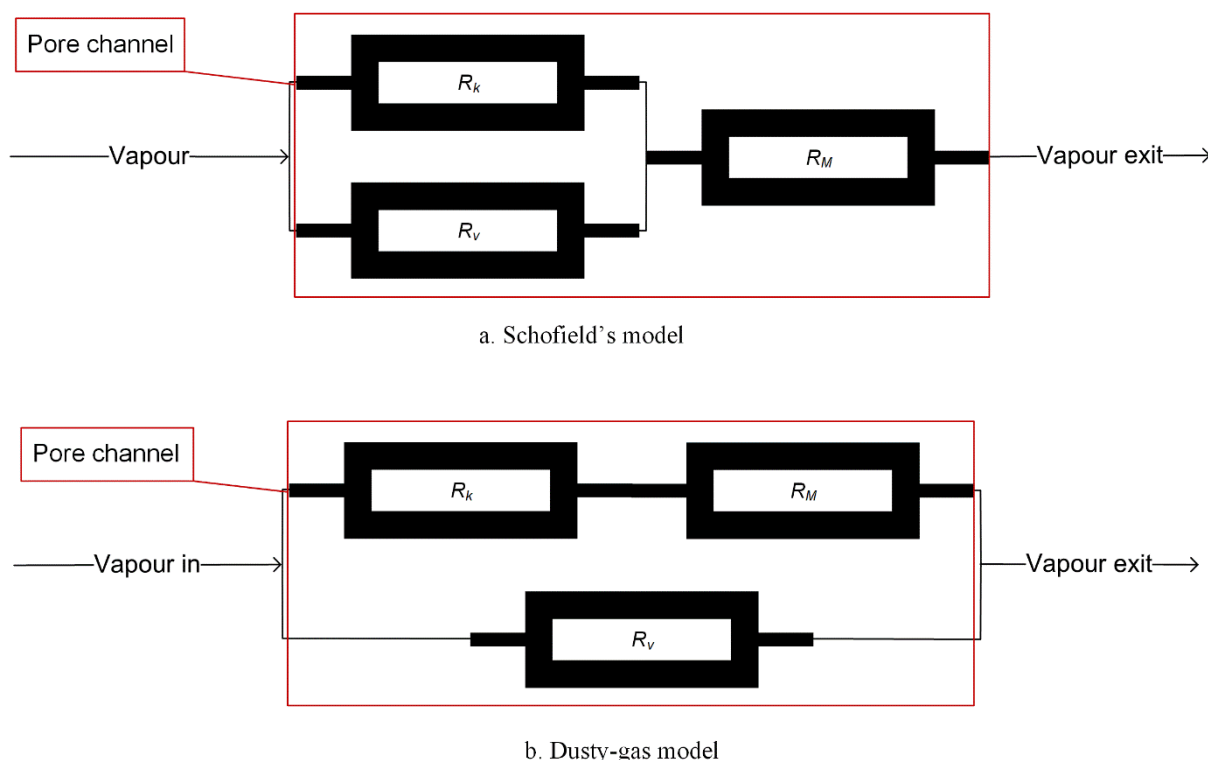 Pore channel
R_k
Vapour
R_M
Vapour exit
R_v
a. Schofield's model
Pore channel
R_k
R_M
Vapour in
Vapour exit
R_v
b. Dusty-gas model